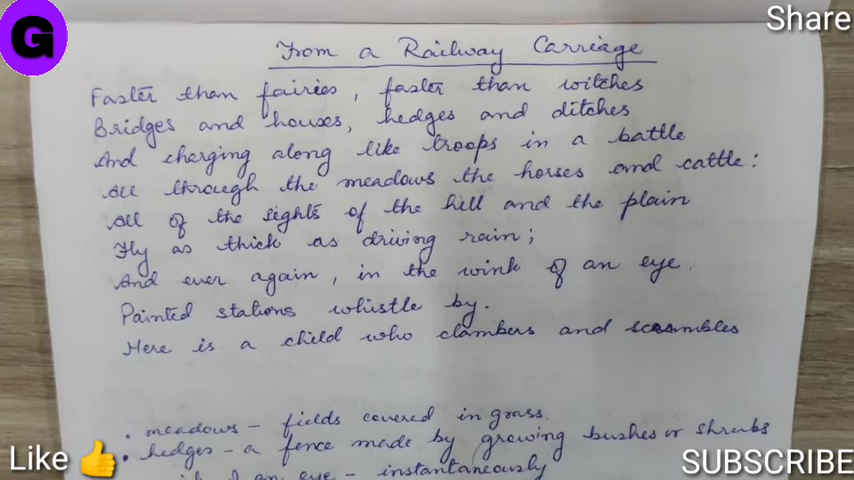 G
Share
From a Railway Carriage
Faster than fairies, faster than witches
Bridges and houses, hedges and ditches
And charging along like troops in a battle
All through the meadows the horses and cattle:
All of the sights of the hill and the plain
Fly as thick as driving rain;
And ever again, in the wink of an eye.
Painted stations whistle by.
Here is a child who clambers and scrambles
• meadows – fields covered in grass.
• hedges – a fence made by growing bushes or shrubs
of an eye – instantaneously
Like
SUBSCRIBE